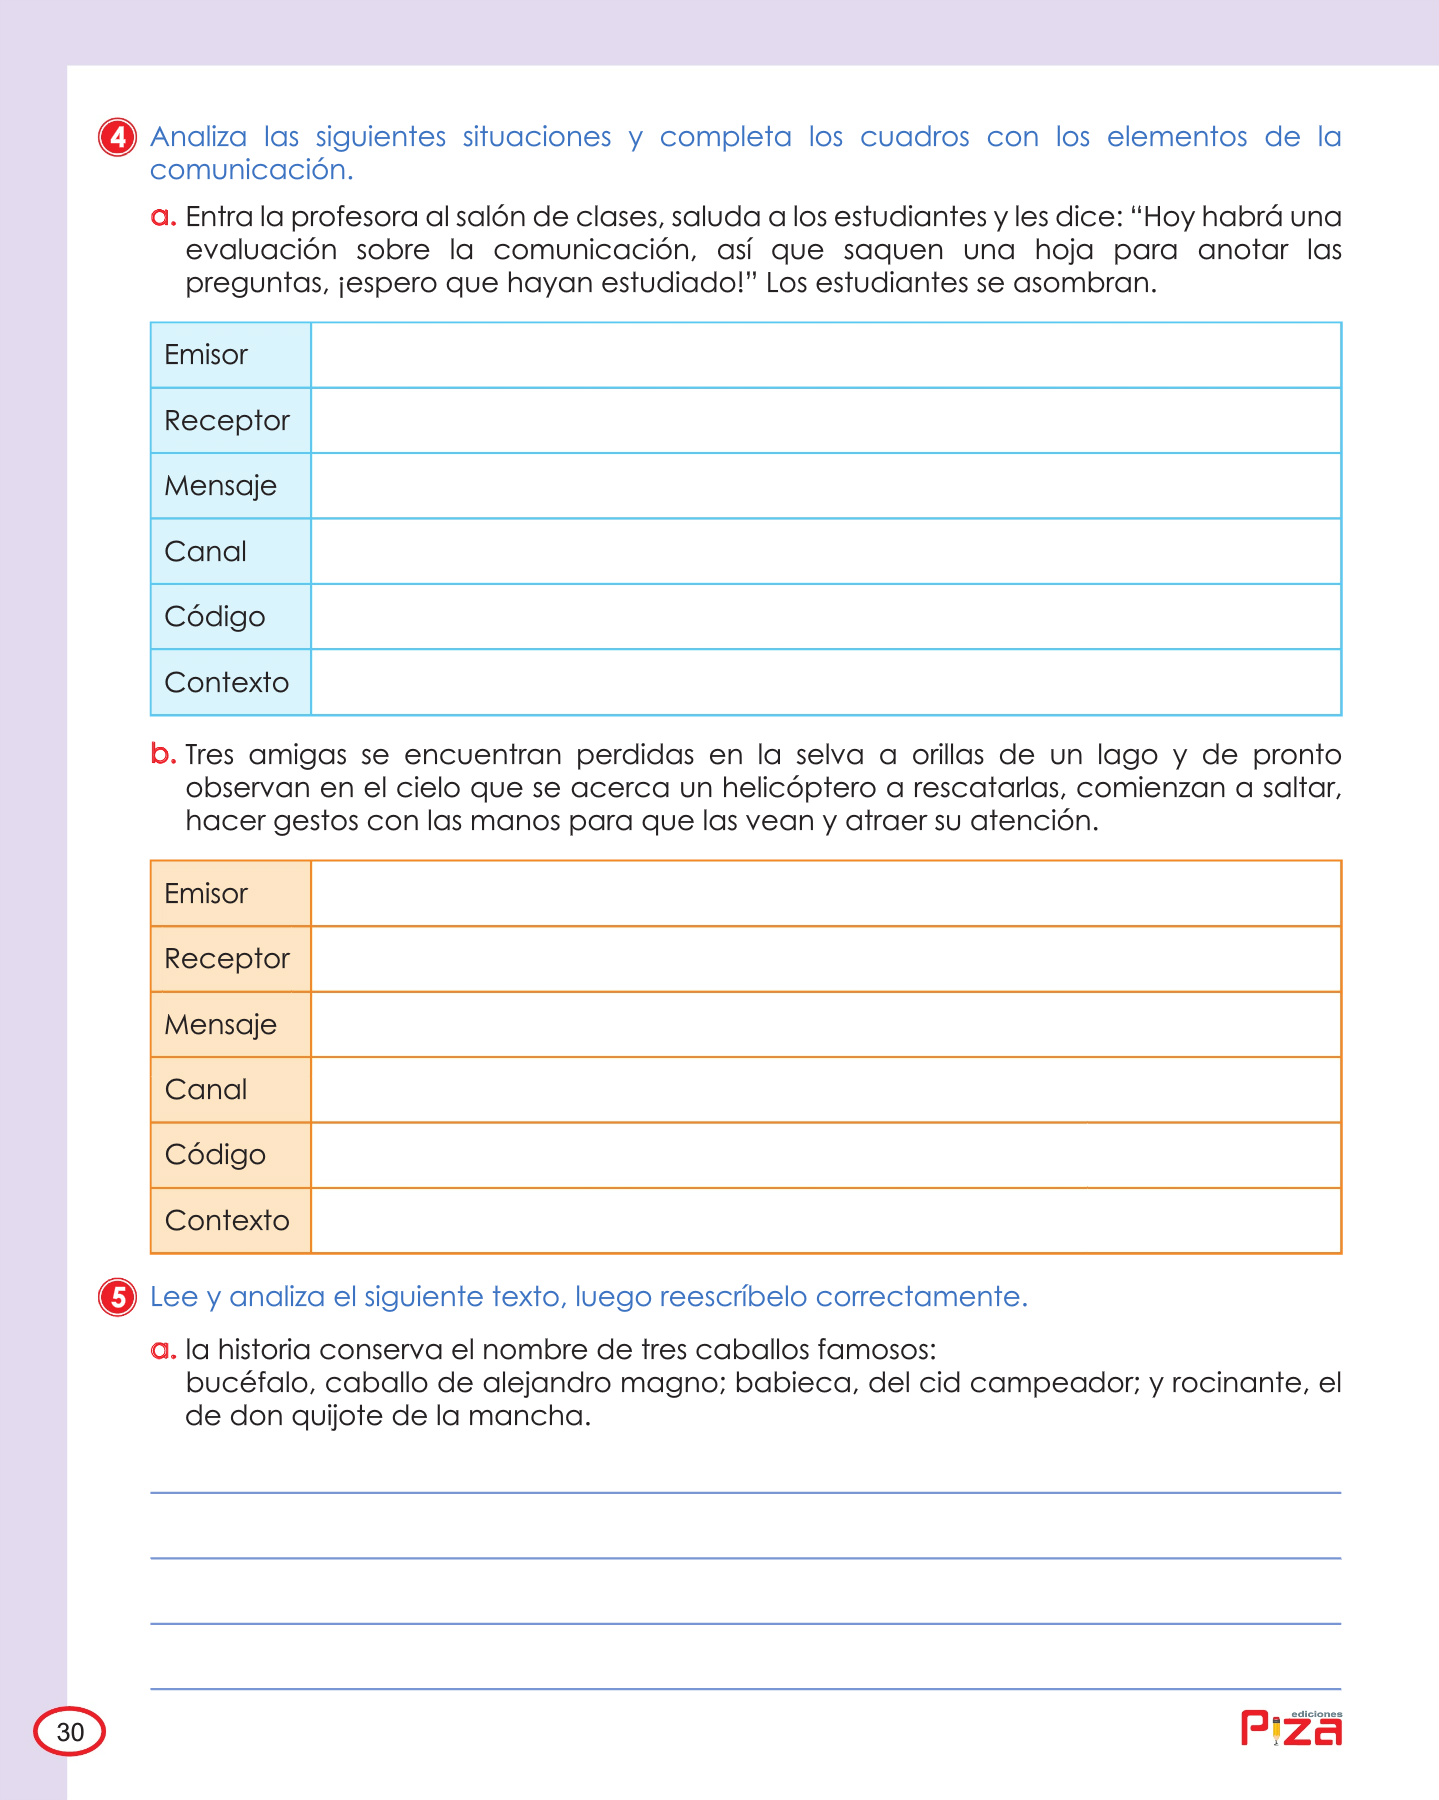 4 Analiza las siguientes situaciones y completa los cuadros con los elementos de la
comunicación.
a. Entra la profesora al salón de clases, saluda a los estudiantes y les dice: “Hoy habrá una
evaluación sobre la comunicación, así que saquen una hoja para anotar las
preguntas, ¡espero que hayan estudiado!” Los estudiantes se asombran.
Emisor
Receptor
Mensaje
Canal
Código
Contexto
b. Tres amigas se encuentran perdidas en la selva a orillas de un lago y de pronto
observan en el cielo que se acerca un helicóptero a rescatarlas, comienzan a saltar,
hacer gestos con las manos para que las vean y atraer su atención.
Emisor
Receptor
Mensaje
Canal
Código
Contexto
5 Lee y analiza el siguiente texto, luego reescríbelo correctamente.
a. la historia conserva el nombre de tres caballos famosos:
bucéfalo, caballo de alejandro magno; babieca, del cid campeador; y rocinante, el
de don quijote de la mancha.
30
ediciones
Piza